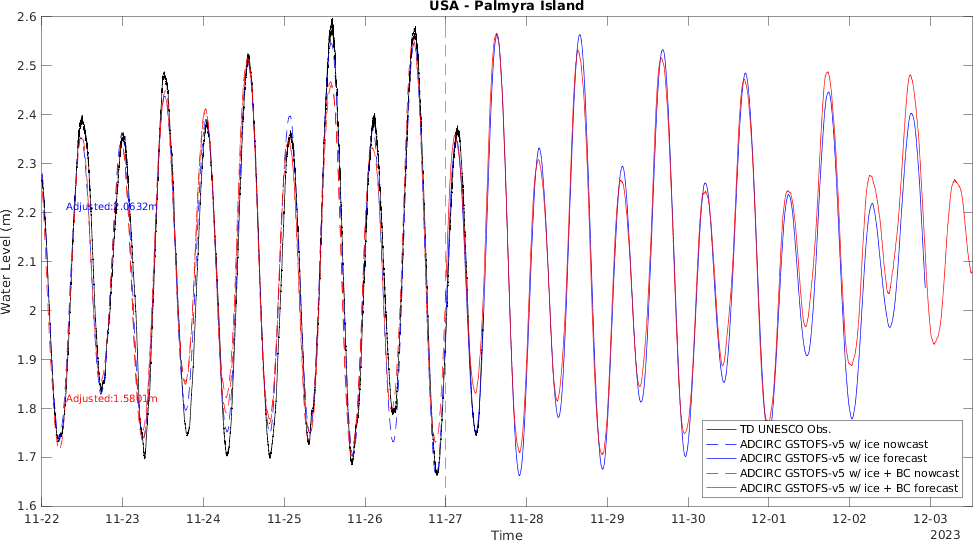 USA - Palmyra Island
2.6
2.5
2.4
2.3
2.2
2.1
2
1.9
1.8
1.7
1.6
Water Level (m)
Adjusted:2.0632m
Adjusted:1.5801m
TD UNESCO Obs.
ADCIRC GSTOFS-v5 w/ ice nowcast
ADCIRC GSTOFS-v5 w/ ice forecast
ADCIRC GSTOFS-v5 w/ ice + BC nowcast
ADCIRC GSTOFS-v5 w/ ice + BC forecast
11-22 11-23 11-24 11-25 11-26 11-27 11-28 11-29 11-30 12-01 12-02 12-03
Time
2023